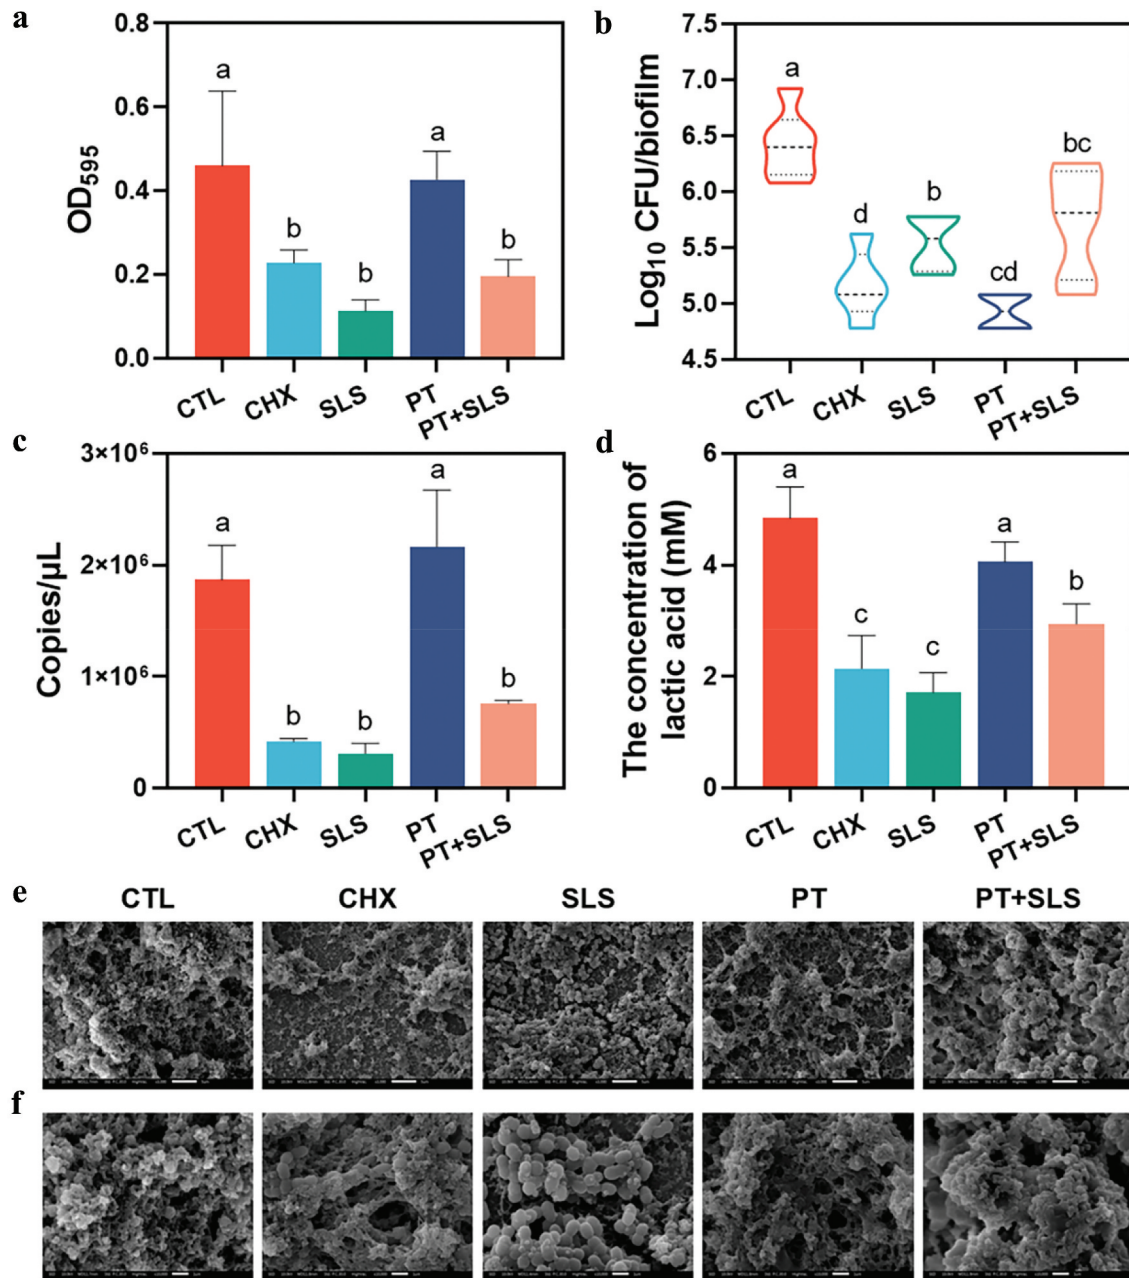 a
OD595
0.8
0.6
0.4
0.2
0.0
a
b
b
a
b
CTL
CHX
SLS
PT
PT+SLS
b
Log10 CFU/biofilm
7.5
7.0
6.5
6.0
5.5
5.0
4.5
a
d
b
cd
bc
CTL
CHX
SLS
PT
PT+SLS
c
Copies/µL
3×10⁶
2×10⁶
1×10⁶
0
a
b
b
a
b
CTL
CHX
SLS
PT
PT+SLS
d
The concentration of
lactic acid (mM)
6
4
2
0
a
c
c
a
b
CTL
CHX
SLS
PT
PT+SLS
e
CTL CHX SLS PT PT+SLS
f